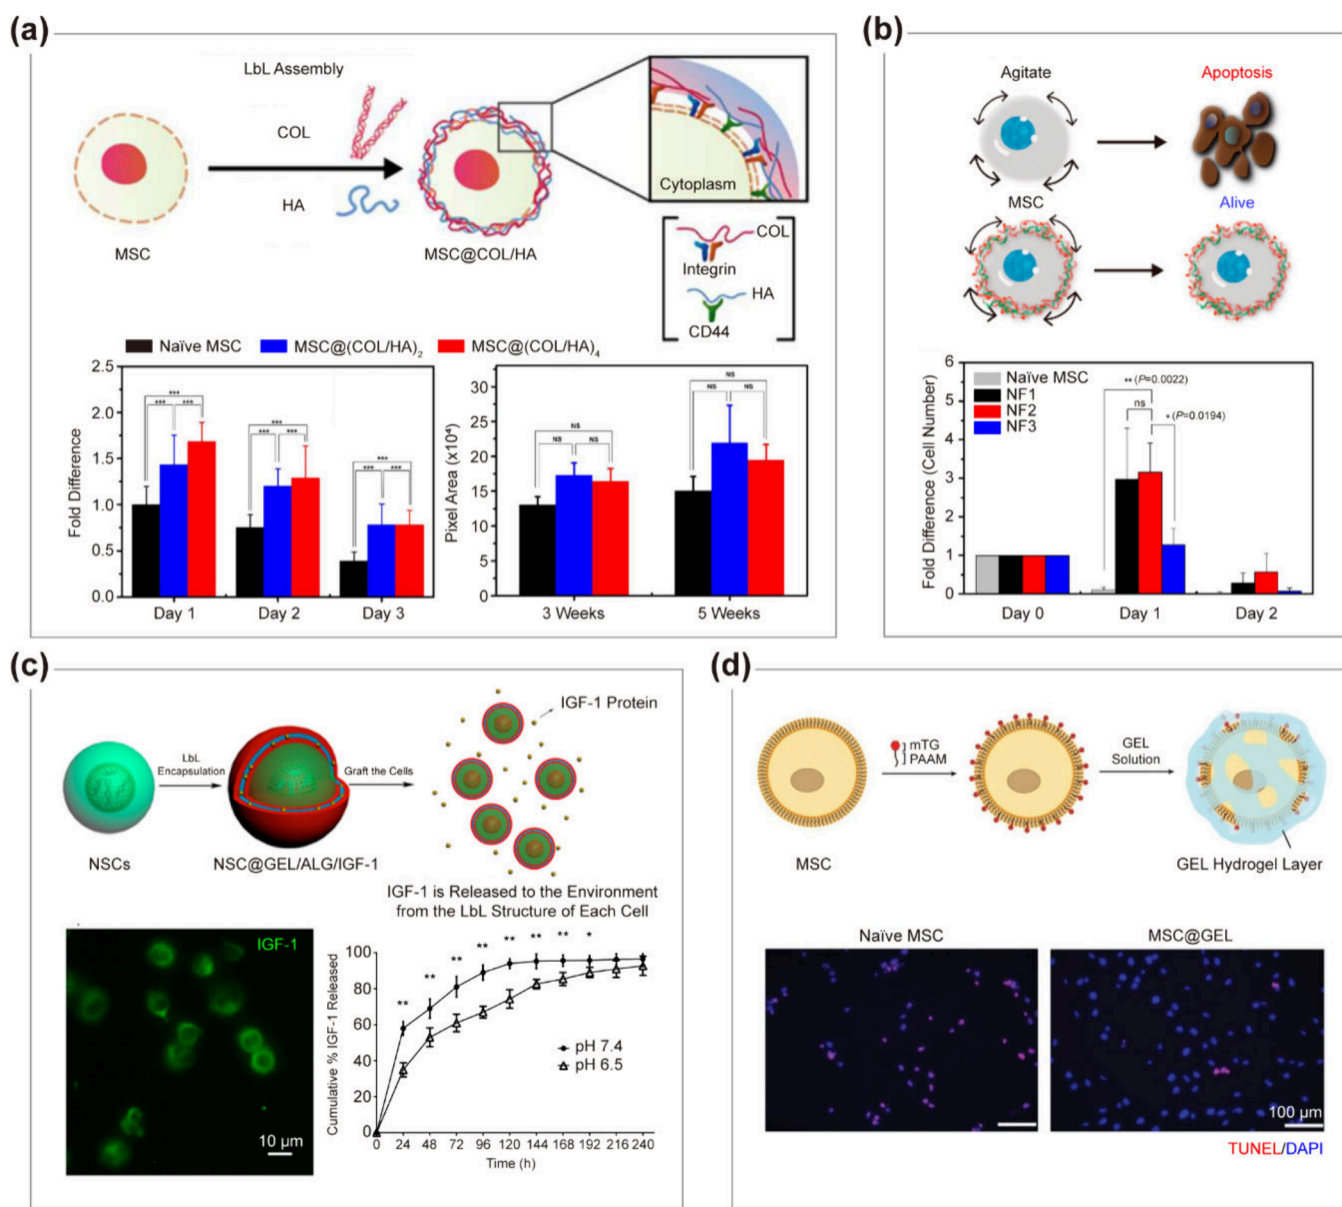 (a)
LbL Assembly
COL
HA
MSC
MSC@COL/HA
Cytoplasm
COL
Integrin
HA
CD44
Naïve MSC
MSC@(COL/HA)2
MSC@(COL/HA)4
Fold Difference
2.5
2.0
1.5
1.0
0.5
0.0
***
***
***
***
***
***
***
***
***
Day 1
Day 2
Day 3
Pixel Area (x10⁴)
30
25
20
15
10
5
0
NS
NS
NS
NS
NS
NS
3 Weeks
5 Weeks
(b)
Agitate
Apoptosis
MSC
Alive
Naïve MSC
NF1
NF2
NF3
Fold Difference (Cell Number)
6
5
4
3
2
1
0
** (P=0.0022)
ns
* (P=0.0194)
Day 0
Day 1
Day 2
(c)
LbL
Encapsulation
Graft the Cells
IGF-1 Protein
NSCs
NSC@GEL/ALG/IGF-1
IGF-1 is Released to the Environment
from the LbL Structure of Each Cell
IGF-1
10 μm
Cumulative % IGF-1 Released
100
80
60
40
20
0
**
**
**
**
**
**
**
*
pH 7.4
pH 6.5
0 24 48 72 96 120 144 168 192 216 240
Time (h)
(d)
mTG
PAAM
GEL
Solution
MSC
GEL Hydrogel Layer
Naïve MSC
MSC@GEL
100 μm
TUNEL/DAPI